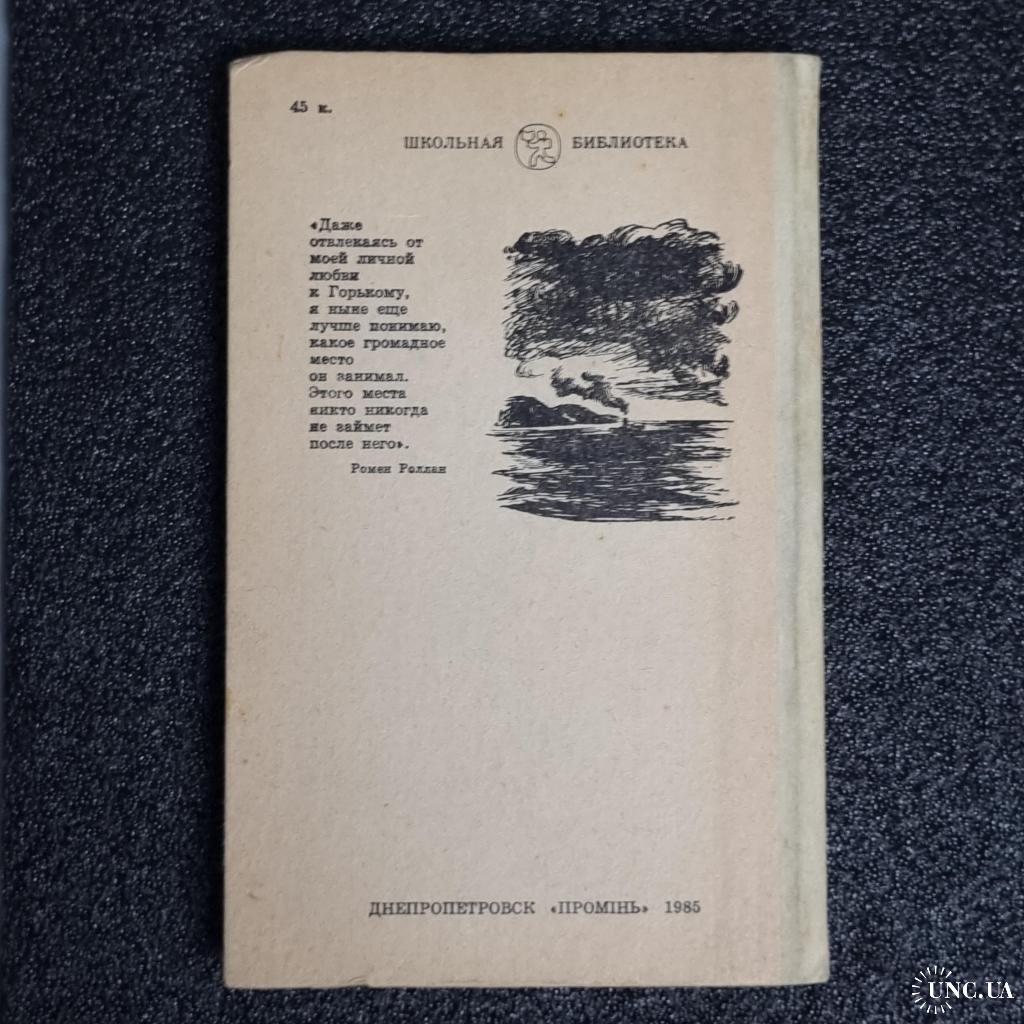 45 к.
ШКОЛЬНАЯ БИБЛИОТЕКА
«Даже
отвлекаясь от
моей личной
любви
к Горькому,
я ныне еще
лучше понимаю,
какое громадное
место
он занимал.
Этого места
никто никогда
не займет
после него».
Ромен Роллан
ДНЕПРОПЕТРОВСК «ПРОМІНЬ» 1985
UNC.UA